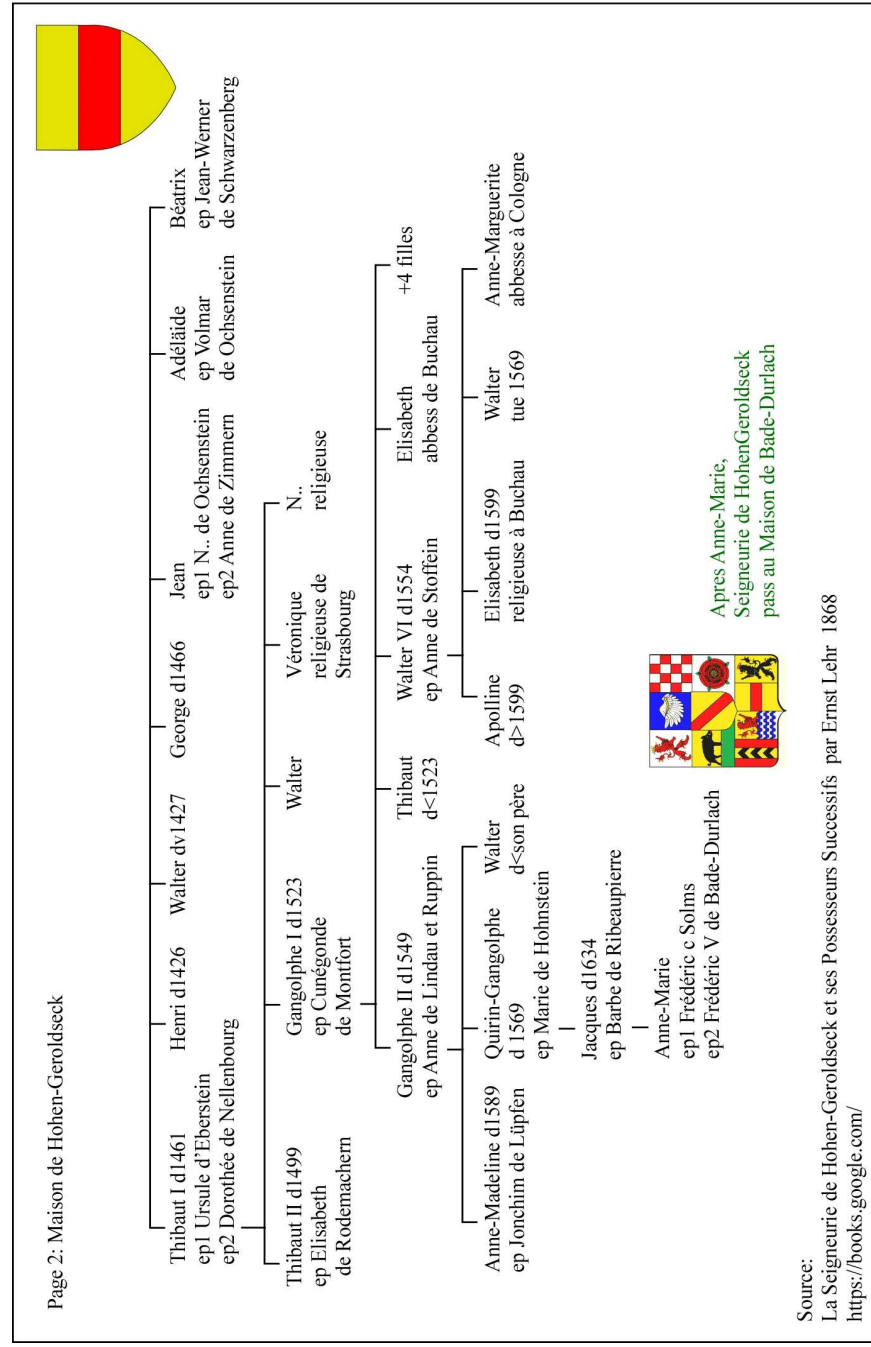 Page 2: Maison de Hohen-Geroldseck
Thibaut I d1461
ep1 Ursule d'Eberstein
ep2 Dorothée de Nellenbourg
Henri d1426
Walter dv1427
George d1466
Jean
ep1 N.. de Ochsenstein
ep2 Anne de Zimmern
Adélaïde
ep Volmar
de Ochsenstein
Béatrix
ep Jean-Werner
de Schwarzenberg
Thibaut II d1499
ep Elisabeth
de Rodemachern
Gangolphe I d1523
ep Cunégonde
de Montfort
Walter
Véronique
religieuse de
Strasbourg
N..
religieuse
Gangolphe II d1549
ep Anne de Lindau et Ruppin
Thibaut
d<1523
Walter VI d1554
ep Anne de Stoffein
Elisabeth
abbess de Buchau
+4 filles
Anne-Madeline d1589
ep Jonchim de Lüpfen
Quirin-Gangolphe
d 1569
ep Marie de Hohnstein
Walter
d<son père
Apolline
d>1599
Elisabeth d1599
religieuse à Buchau
Walter
tue 1569
Anne-Marguerite
abbesse à Cologne
Jacques d1634
ep Barbe de Ribeaupierre
Anne-Marie
ep1 Frédéric c Solms
ep2 Frédéric V de Bade-Durlach
Apres Anne-Marie,
Seigneurie de HohenGeroldseck
pass au Maison de Bade-Durlach
Source:
La Seigneurie de Hohen-Geroldseck et ses Possesseurs Successifs par Ernst Lehr 1868
https://books.google.com/